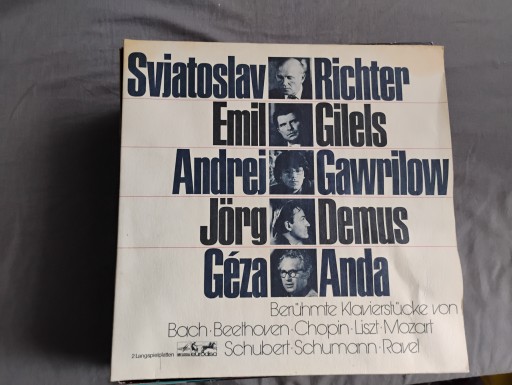 Svjatoslav Richter
Emil Gilels
Andrej Gawrilow
Jörg Demus
Géza Anda
Berühmte Klavierstücke von
Bach · Beethoven · Chopin · Liszt · Mozart
Schubert · Schumann · Ravel
2 Langspielplatten eurodisc